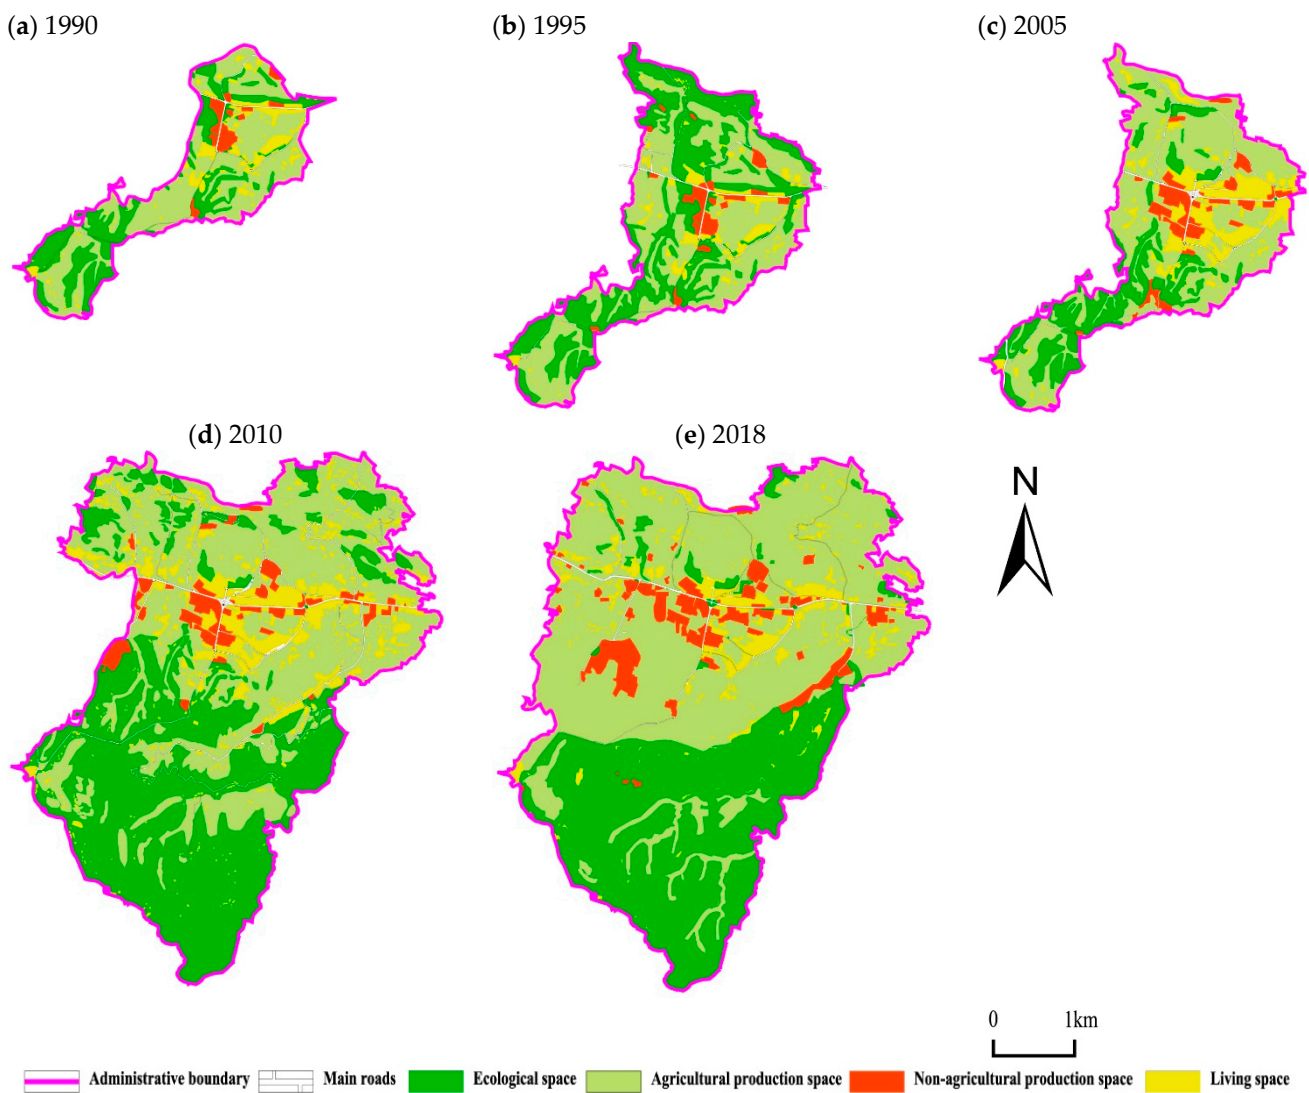 (a) 1990
(b) 1995
(c) 2005
(d) 2010
(e) 2018
N
0 1km
Administrative boundary Main roads Ecological space Agricultural production space Non-agricultural production space Living space